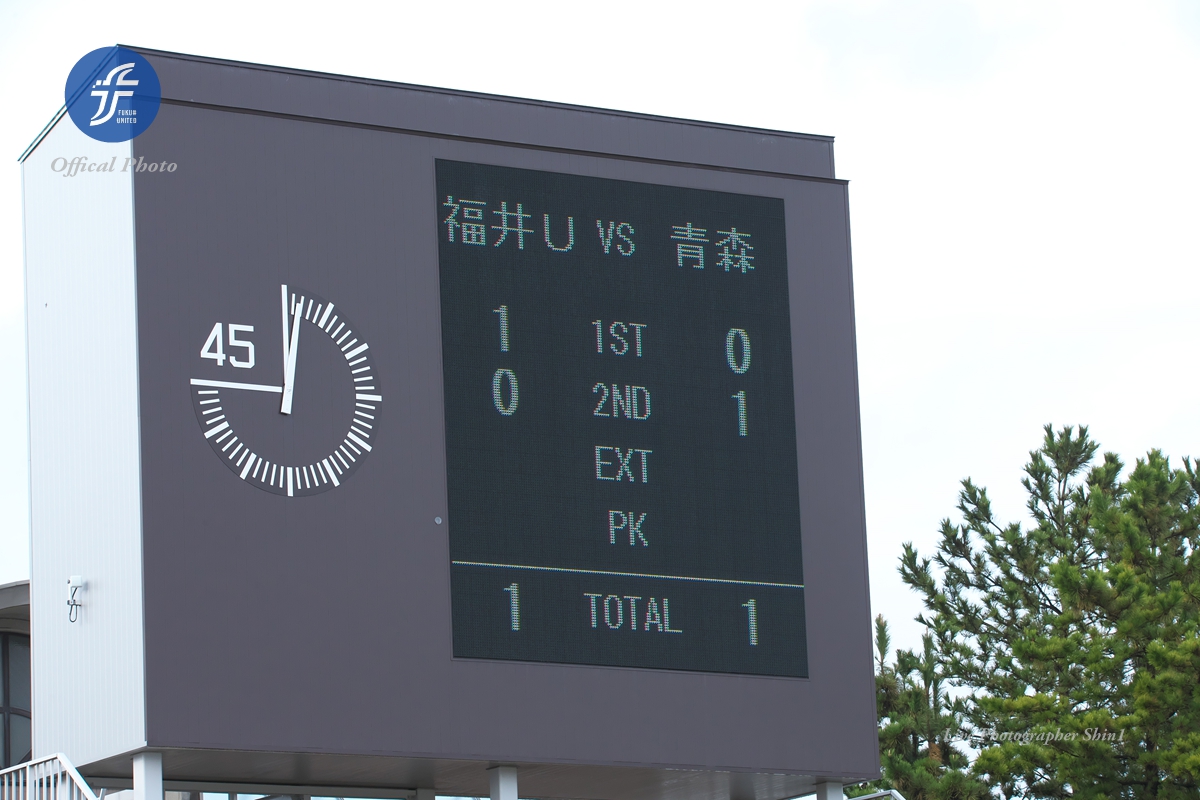 FUKUI
UNITED
Offical Photo
福井U VS 青森
45
1 1ST 0
0 2ND 1
EXT
PK
1 TOTAL 1
Photographer Shin1